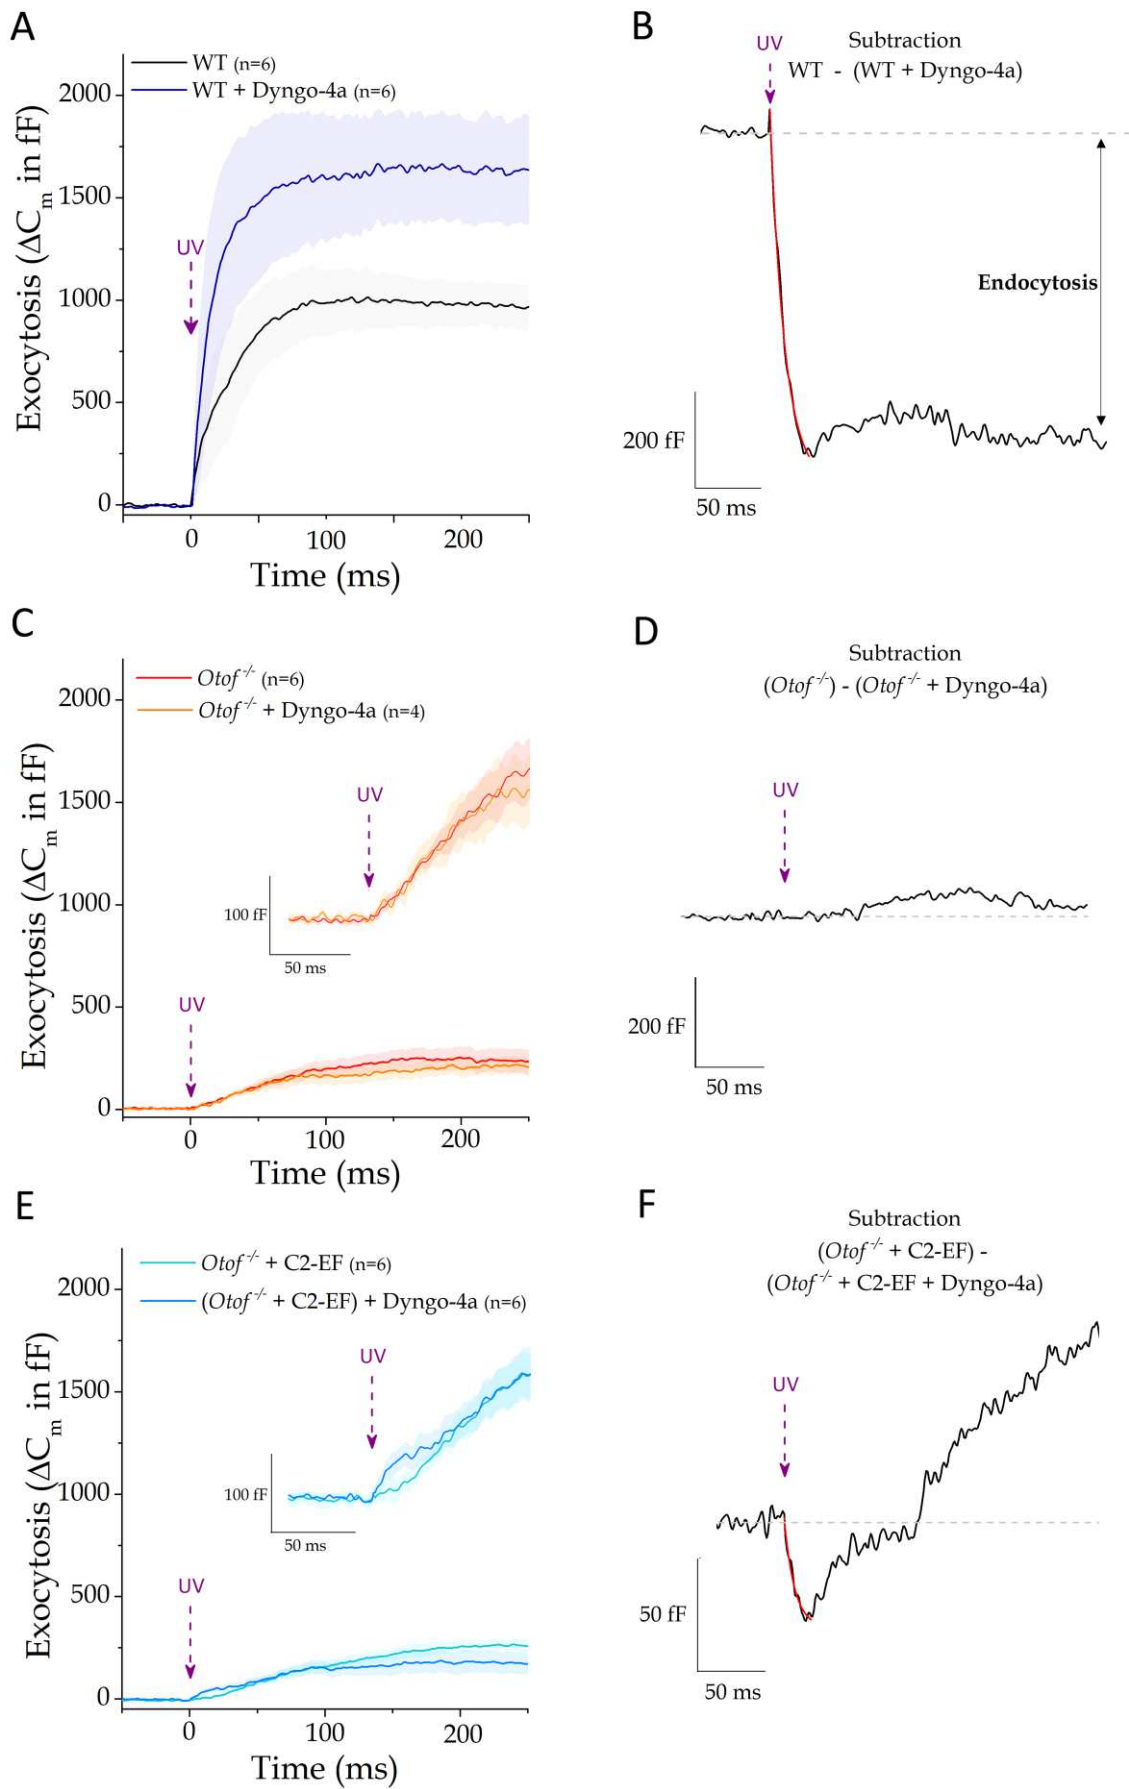 A
WT (n=6)
WT + Dyngo-4a (n=6)
2000
1500
1000
500
0
UV
Exocytosis (ΔCm in fF)
0 100 200
Time (ms)
B
UV
Subtraction
WT - (WT + Dyngo-4a)
Endocytosis
200 fF
50 ms
C
Otof -/- (n=6)
Otof -/- + Dyngo-4a (n=4)
2000
1500
1000
500
0
UV
100 fF
50 ms
UV
Exocytosis (ΔCm in fF)
0 100 200
Time (ms)
D
Subtraction
(Otof -/-) - (Otof -/- + Dyngo-4a)
UV
200 fF
50 ms
E
Otof -/- + C2-EF (n=6)
(Otof -/- + C2-EF) + Dyngo-4a (n=6)
2000
1500
1000
500
0
UV
100 fF
50 ms
UV
Exocytosis (ΔCm in fF)
0 100 200
Time (ms)
F
Subtraction
(Otof -/- + C2-EF) -
(Otof -/- + C2-EF + Dyngo-4a)
UV
50 fF
50 ms